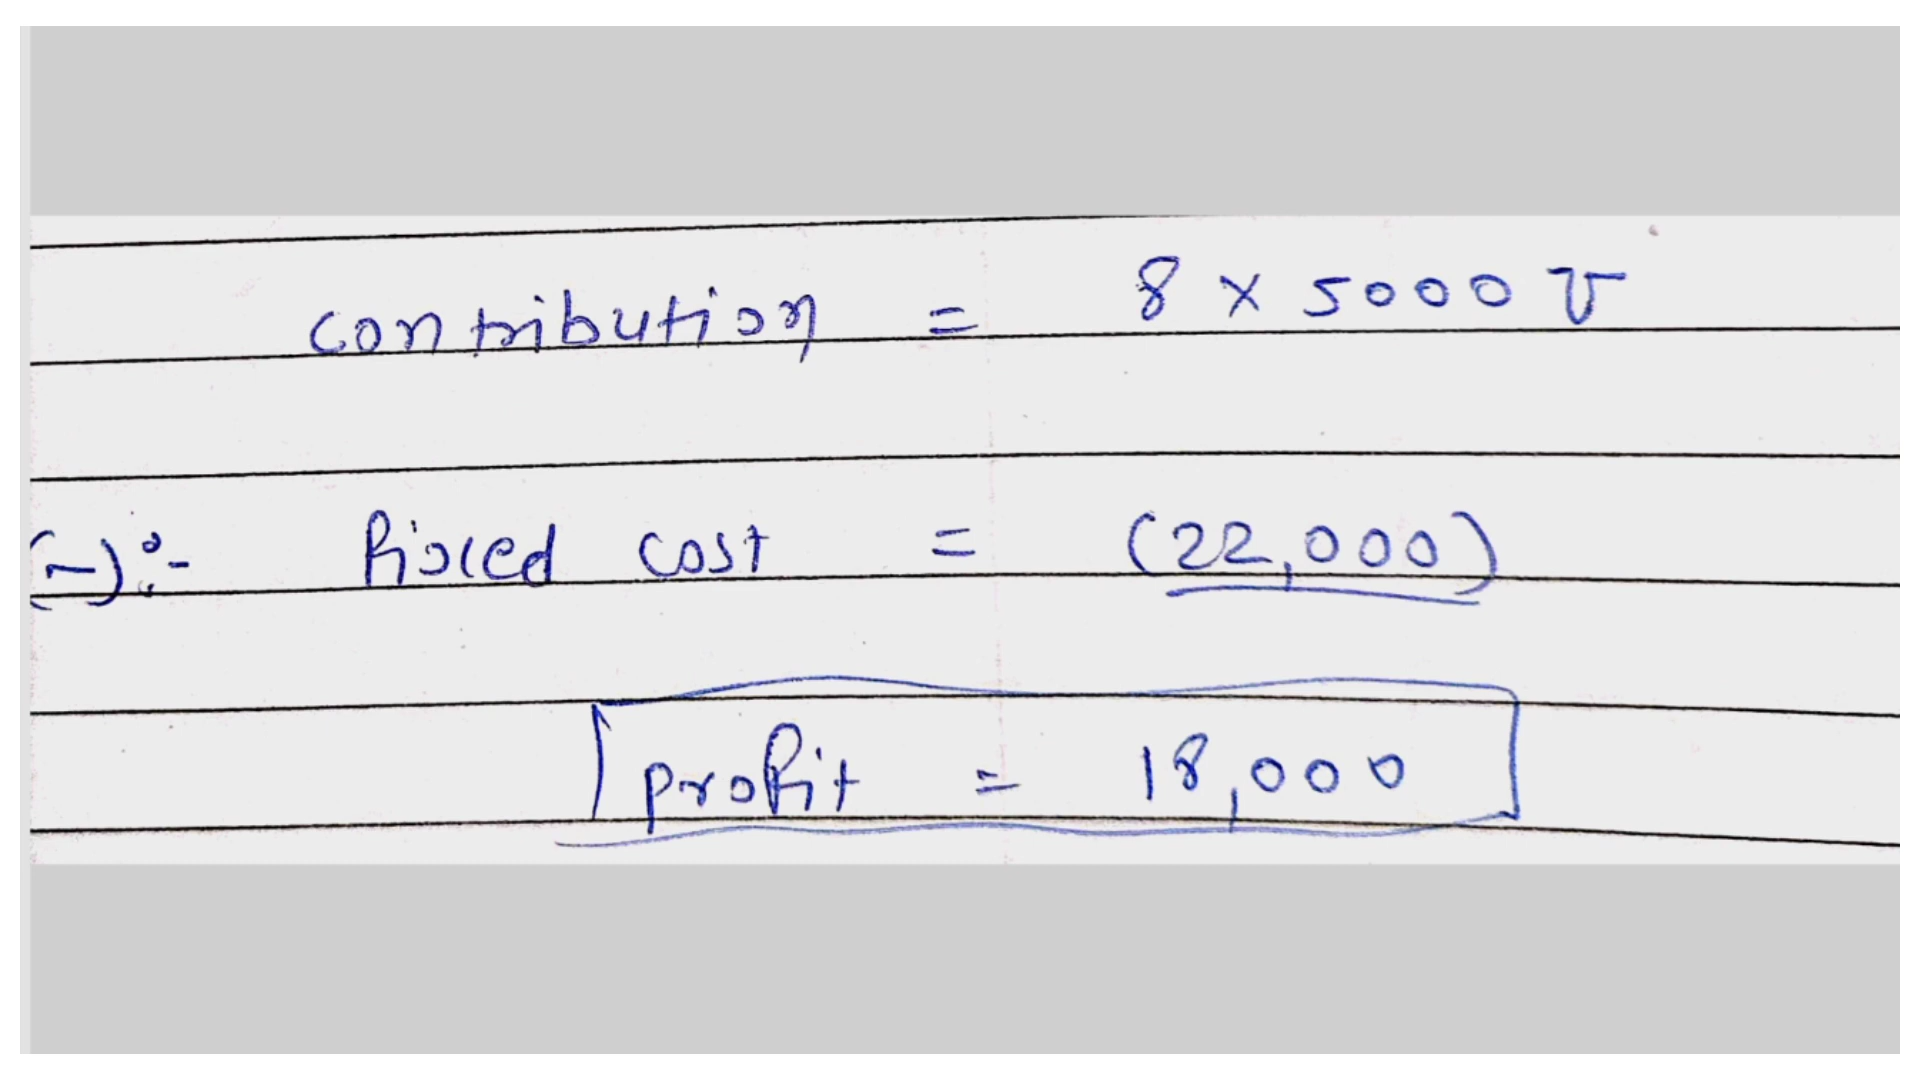 contribution = 8 x 5000 U
(-):- Fixed cost = (22,000)
profit = 18,000